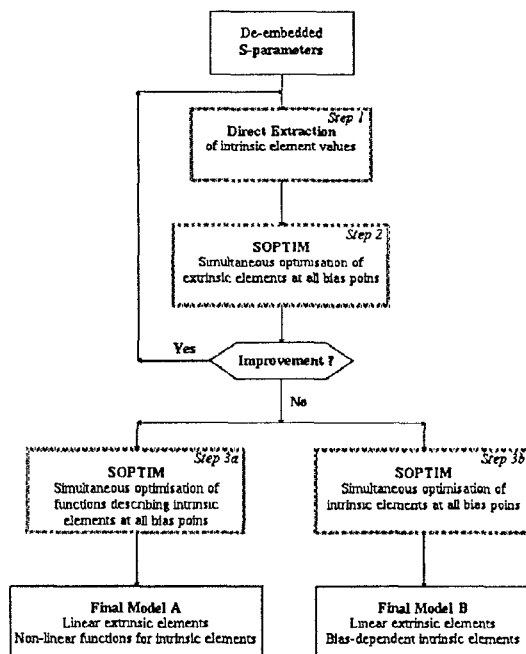 De-embedded
S-parameters
Step 1
Direct Extraction
of intrinsic element values
Step 2
SOPTIM
Simultaneous optimisation of
extrinsic elements at all bias poins
Yes
Improvement ?
No
Step 3a
SOPTIM
Simultaneous optimisation of
functions describing intrinsic
elements at all bias poins
Step 3b
SOPTIM
Simultaneous optimisation of
intrinsic elements at all bias poins
Final Model A
Linear extrinsic elements
Non-linear functions for intrinsic elements
Final Model B
Linear extrinsic elements
Bias-dependent intrinsic elements